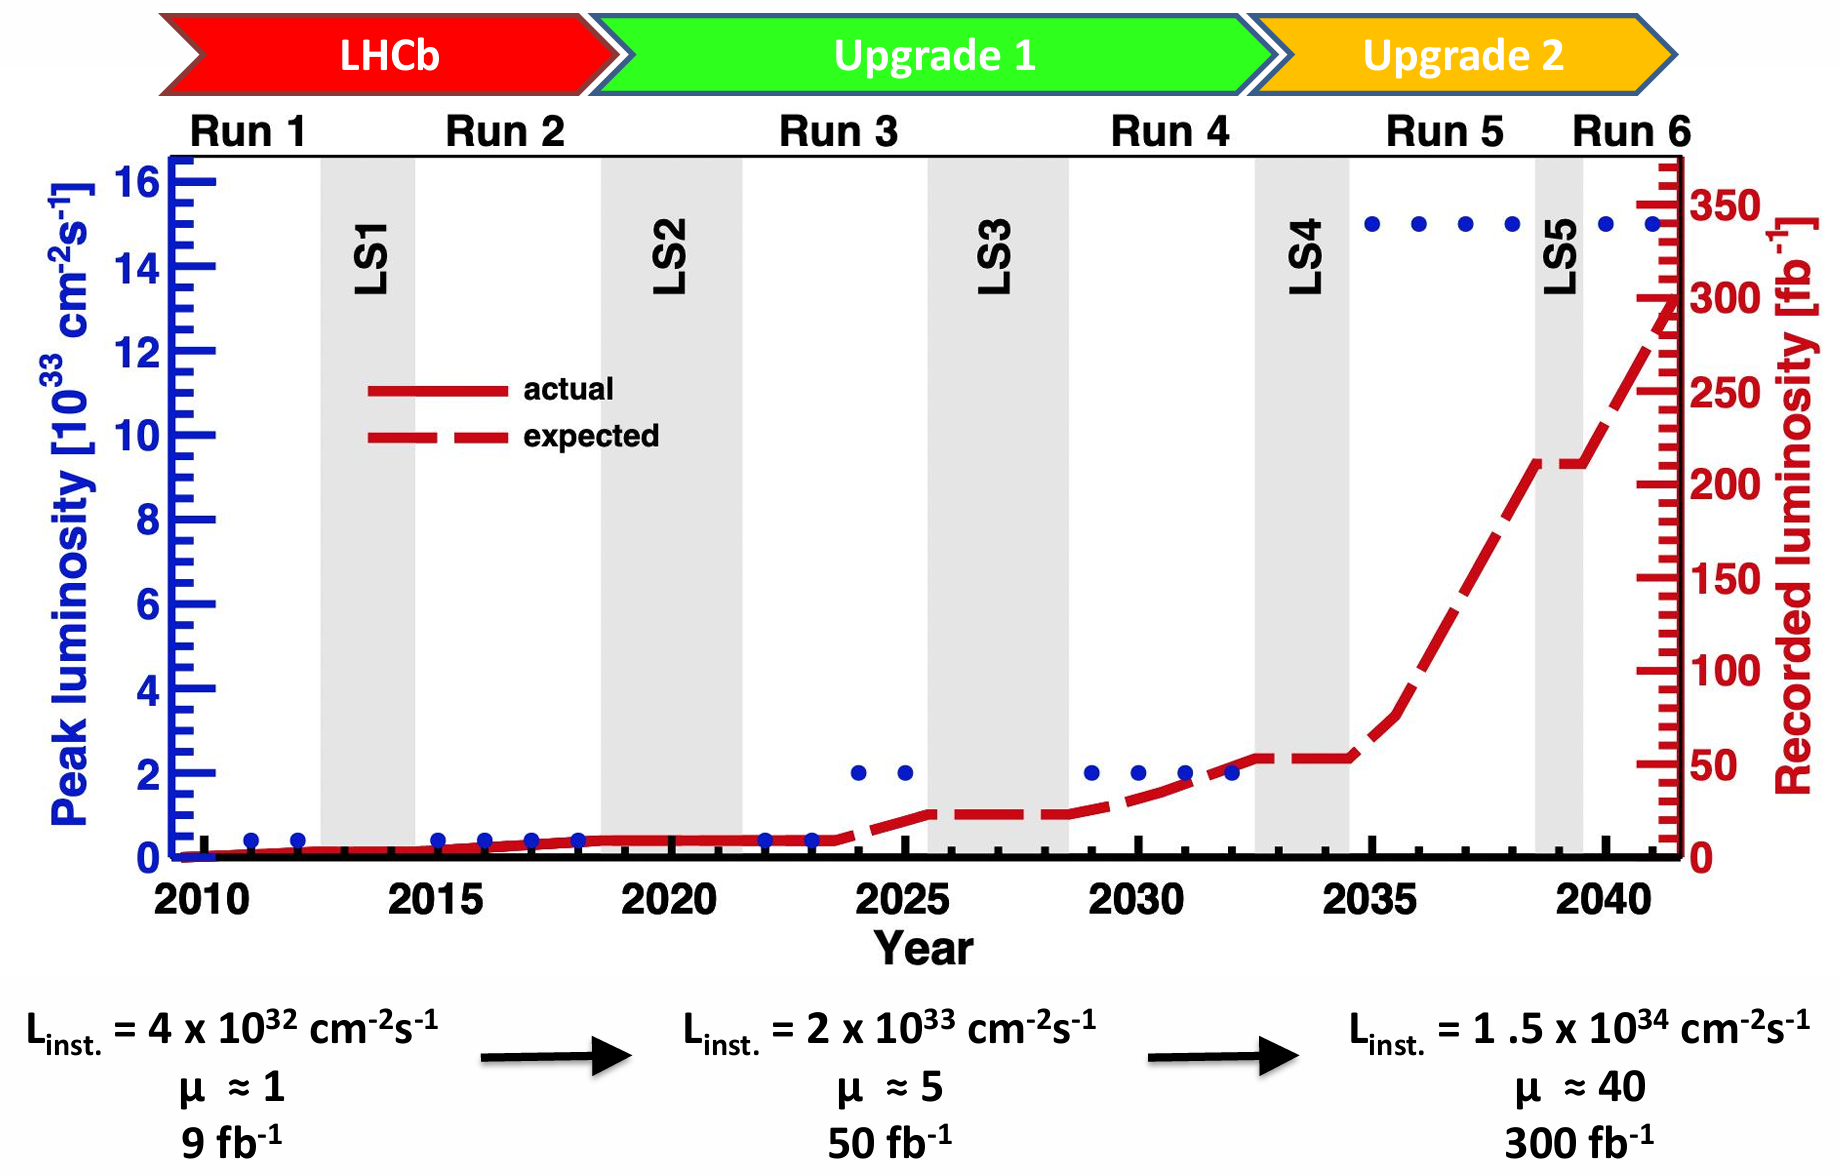 LHCb Upgrade 1 Upgrade 2
Run 1 Run 2 Run 3 Run 4 Run 5 Run 6
Peak luminosity [10³³ cm⁻²s⁻¹]
16
14
12
10
8
6
4
2
0
LS1
LS2
LS3
LS4
LS5
actual
expected
350
300
250
200
150
100
50
0
Recorded luminosity [fb⁻¹]
2010 2015 2020 2025 2030 2035 2040
Year
L_inst. = 4 x 10³² cm⁻²s⁻¹
μ ≈ 1
9 fb⁻¹
L_inst. = 2 x 10³³ cm⁻²s⁻¹
μ ≈ 5
50 fb⁻¹
L_inst. = 1 .5 x 10³⁴ cm⁻²s⁻¹
μ ≈ 40
300 fb⁻¹